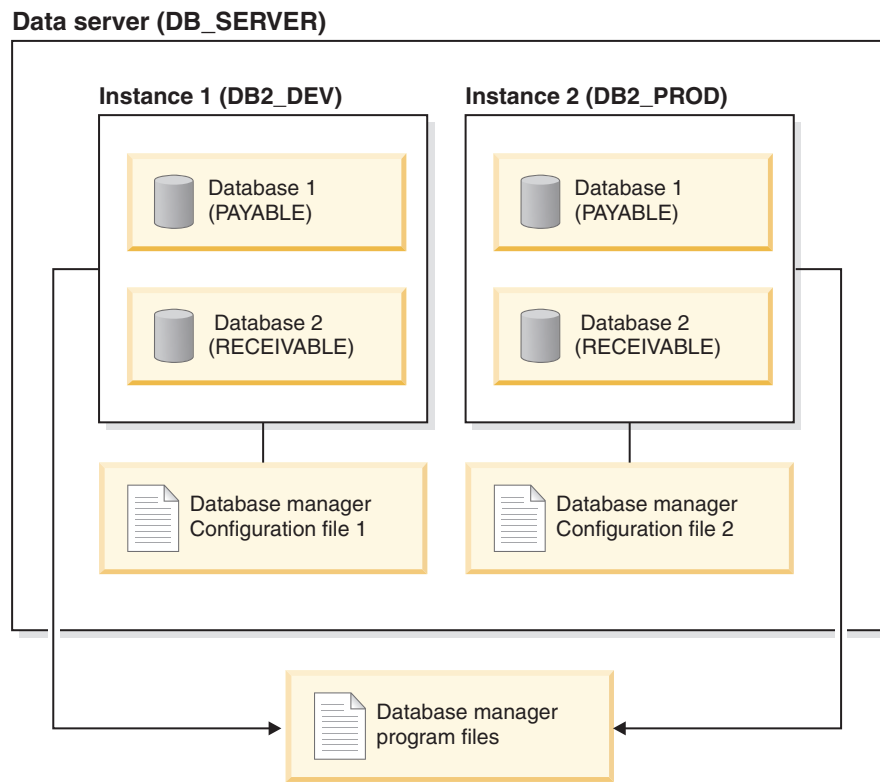 Data server (DB_SERVER)
Instance 1 (DB2_DEV)
Database 1
(PAYABLE)
Database 2
(RECEIVABLE)
Database manager
Configuration file 1
Instance 2 (DB2_PROD)
Database 1
(PAYABLE)
Database 2
(RECEIVABLE)
Database manager
Configuration file 2
Database manager
program files